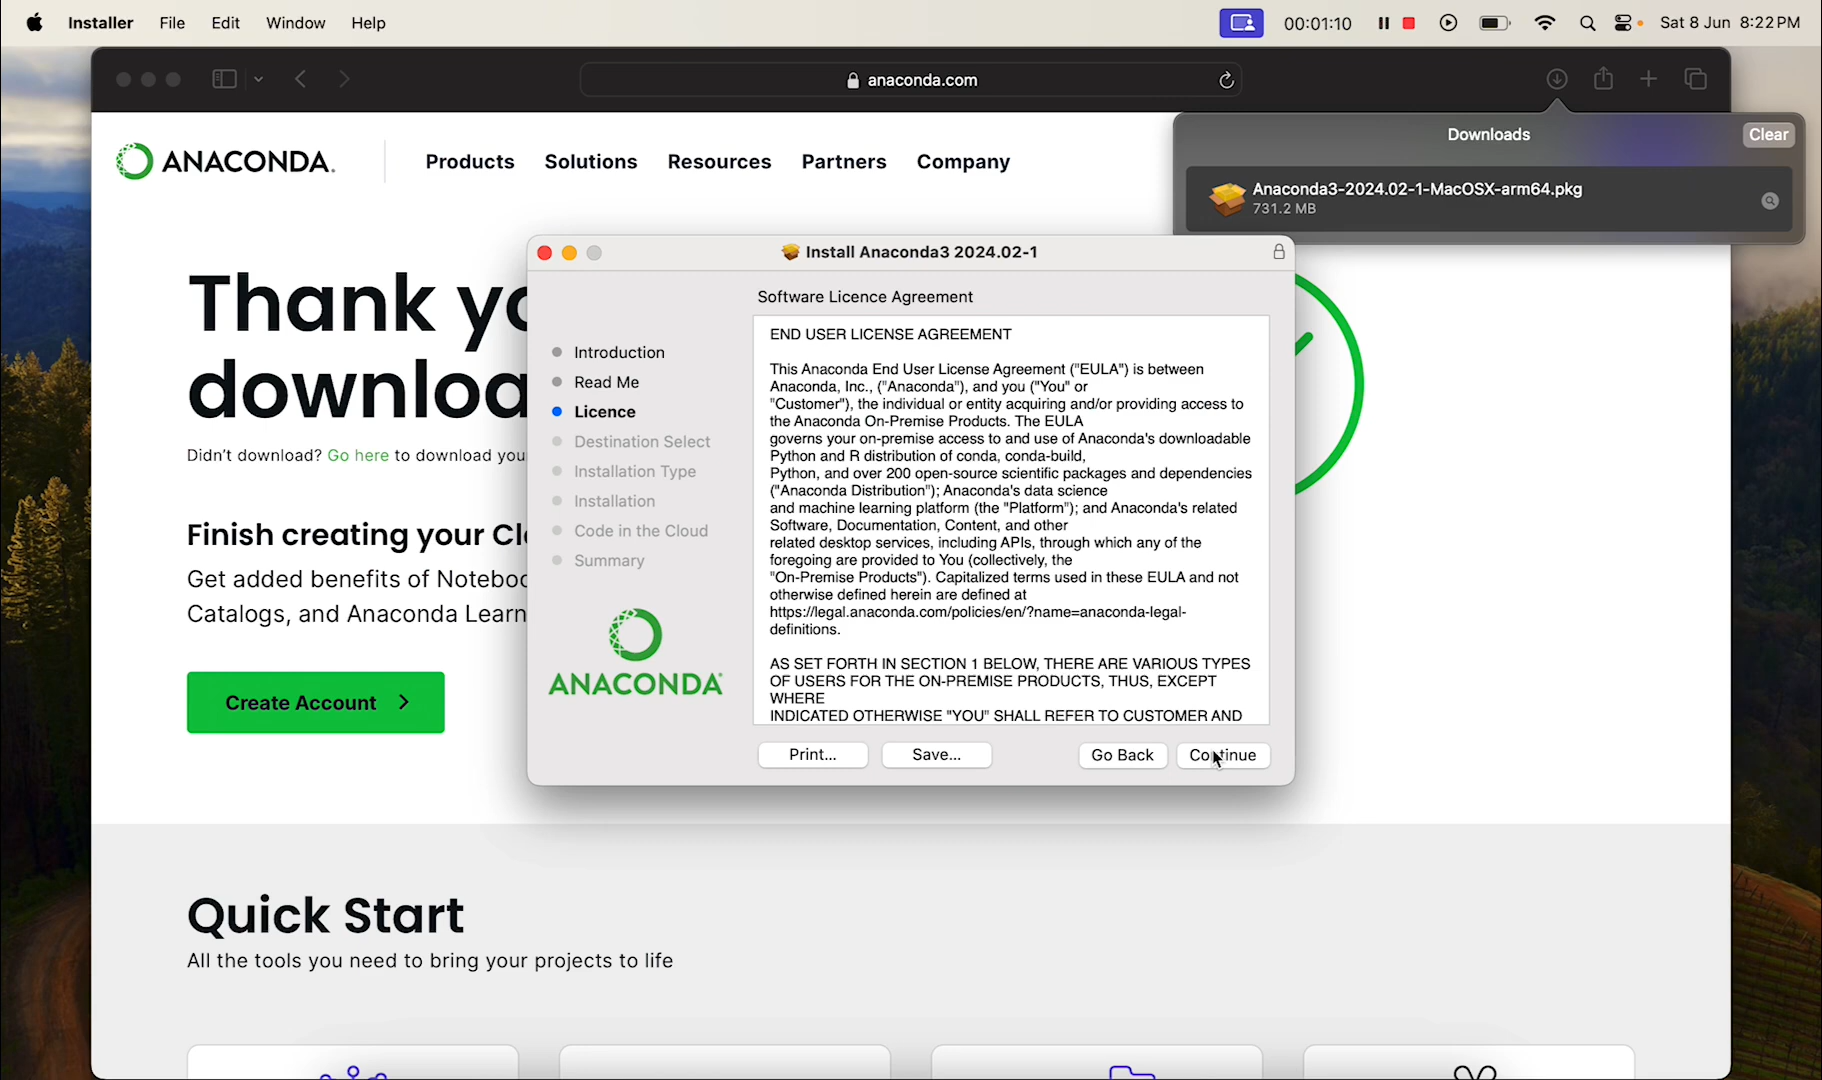 Installer File Edit Window Help 00:01:10 Sat 8 Jun 8:22 PM
anaconda.com
Downloads Clear
Anaconda3-2024.02-1-MacOSX-arm64.pkg
731.2 MB
ANACONDA. Products Solutions Resources Partners Company
Thank yo
downloa
Didn't download? Go here to download you
Finish creating your Cl
Get added benefits of Noteboo
Catalogs, and Anaconda Learn
Create Account
Install Anaconda3 2024.02-1
Software Licence Agreement
Introduction
Read Me
Licence
Destination Select
Installation Type
Installation
Code in the Cloud
Summary
ANACONDA
END USER LICENSE AGREEMENT
This Anaconda End User License Agreement ("EULA") is between
Anaconda, Inc., ("Anaconda"), and you ("You" or
"Customer"), the individual or entity acquiring and/or providing access to
the Anaconda On-Premise Products. The EULA
governs your on-premise access to and use of Anaconda's downloadable
Python and R distribution of conda, conda-build,
Python, and over 200 open-source scientific packages and dependencies
("Anaconda Distribution"); Anaconda's data science
and machine learning platform (the "Platform"); and Anaconda's related
Software, Documentation, Content, and other
related desktop services, including APIs, through which any of the
foregoing are provided to You (collectively, the
"On-Premise Products"). Capitalized terms used in these EULA and not
otherwise defined herein are defined at
https://legal.anaconda.com/policies/en/?name=anaconda-legal-
definitions.
AS SET FORTH IN SECTION 1 BELOW, THERE ARE VARIOUS TYPES
OF USERS FOR THE ON-PREMISE PRODUCTS, THUS, EXCEPT
WHERE
INDICATED OTHERWISE "YOU" SHALL REFER TO CUSTOMER AND
Print... Save... Go Back Continue
Quick Start
All the tools you need to bring your projects to life